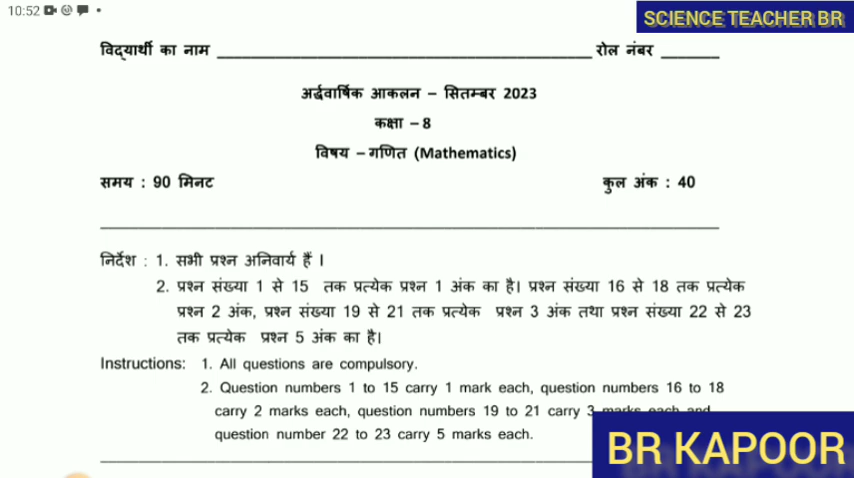 10:52
SCIENCE TEACHER BR
विद्यार्थी का नाम ____________________ रोल नंबर ______
अर्द्धवार्षिक आकलन – सितम्बर 2023
कक्षा – 8
विषय – गणित (Mathematics)
समय : 90 मिनट कुल अंक : 40
निर्देश : 1. सभी प्रश्न अनिवार्य हैं ।
2. प्रश्न संख्या 1 से 15 तक प्रत्येक प्रश्न 1 अंक का है। प्रश्न संख्या 16 से 18 तक प्रत्येक
प्रश्न 2 अंक, प्रश्न संख्या 19 से 21 तक प्रत्येक प्रश्न 3 अंक तथा प्रश्न संख्या 22 से 23
तक प्रत्येक प्रश्न 5 अंक का है।
Instructions: 1. All questions are compulsory.
2. Question numbers 1 to 15 carry 1 mark each, question numbers 16 to 18
carry 2 marks each, question numbers 19 to 21 carry 3 marks each and
question number 22 to 23 carry 5 marks each.
BR KAPOOR